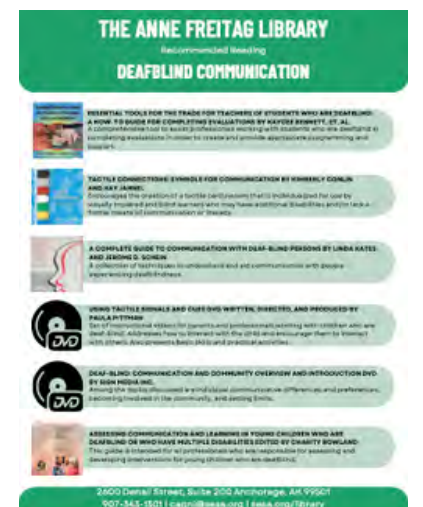 THE ANNE FREITAG LIBRARY
Recommended Reading
DEAFBLIND COMMUNICATION
ESSENTIAL TOOLS FOR THE TRADE FOR TEACHERS OF STUDENTS WHO ARE DEAFBLIND:
A HOW-TO GUIDE FOR COMPLETING EVALUATIONS BY KAYCEE BENNETT, ET. AL.
A comprehensive tool to assist professionals working with students who are deafblind in
completing evaluations in order to create and provide appropriate programming and
support.
TACTILE CONNECTIONS: SYMBOLS FOR COMMUNICATION BY KIMBERLY CONLIN
AND KAY
Encourages the creation of a tactile card system that is individualized for use by
visually impaired and blind learners who may have additional disabilities and/or lack a
formal means of communication or literacy.
A COMPLETE GUIDE TO COMMUNICATION WITH DEAF-BLIND PERSONS BY LINDA KATES
AND JEROME D. SCHEIN
A collection of techniques to understand and aid communication with people
experiencing deafblindness.
USING TACTILE SIGNALS AND CUES DVD WRITTEN, DIRECTED, AND PRODUCED BY
PAULA PITTMAN
Set of instructional videos for parents and professionals working with children who are
deaf-blind. Addresses how to interact with the child and encourage them to interact
with others. Also presents basic skills and practical activities.
DVD
DEAF-BLIND: COMMUNICATION AND COMMUNITY OVERVIEW AND INTRODUCTION DVD
BY SIGN MEDIA INC.
Among the topics discussed are individual communication differences and preferences,
becoming involved in the community, and setting limits.
DVD
ASSESSING COMMUNICATION AND LEARNING IN YOUNG CHILDREN WHO ARE
DEAFBLIND OR WHO HAVE MULTIPLE DISABILITIES EDITED BY CHARITY ROWLAND
This guide is intended for all professionals who are responsible for assessing and
developing interventions for young children who are deafblind.
2600 Denali Street, Suite 200 Anchorage, AK 99501
907-343-1301 | sesa.org/library